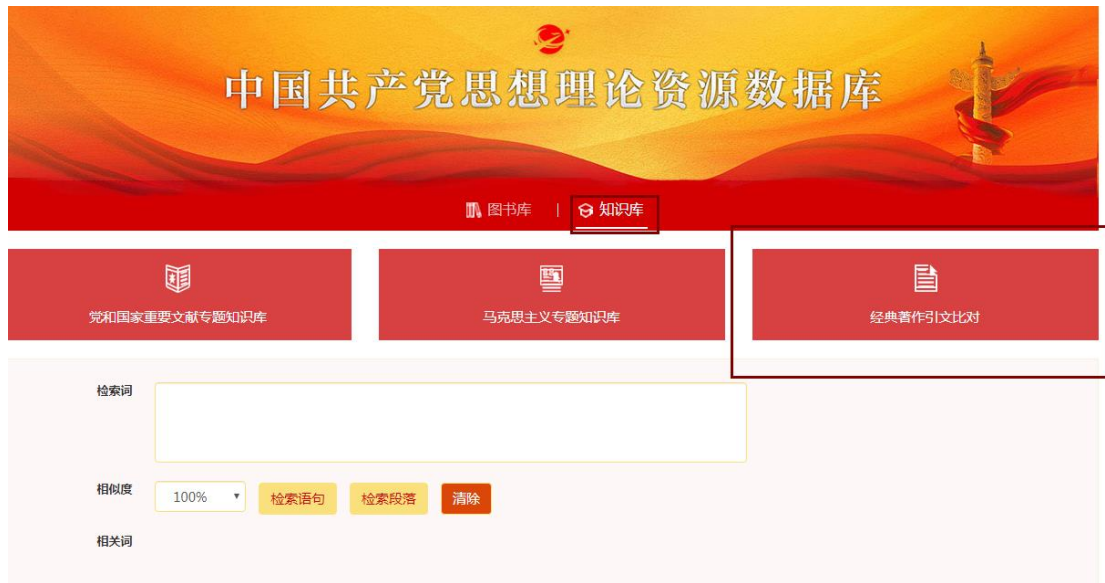 中国共产党思想理论资源数据库
图书库 | 知识库
党和国家重要文献专题知识库
马克思主义专题知识库
经典著作引文比对
检索词
相似度 100% 检索语句 检索段落 清除
相关词